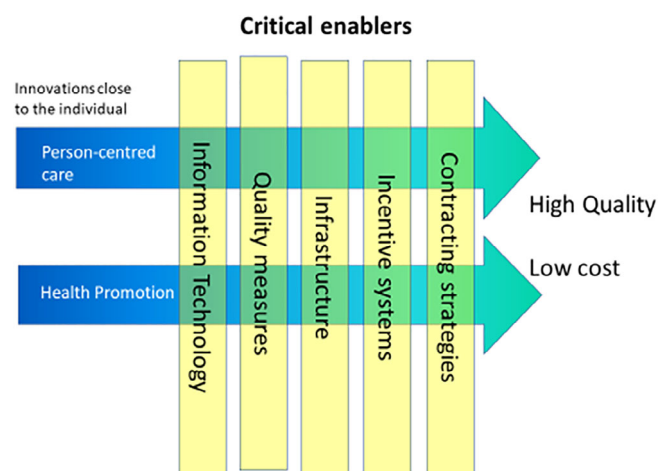 Critical enablers
Innovations close
to the individual
Person-centred
care
Health Promotion
Information Technology
Quality measures
Infrastructure
Incentive systems
Contracting strategies
High Quality
Low cost